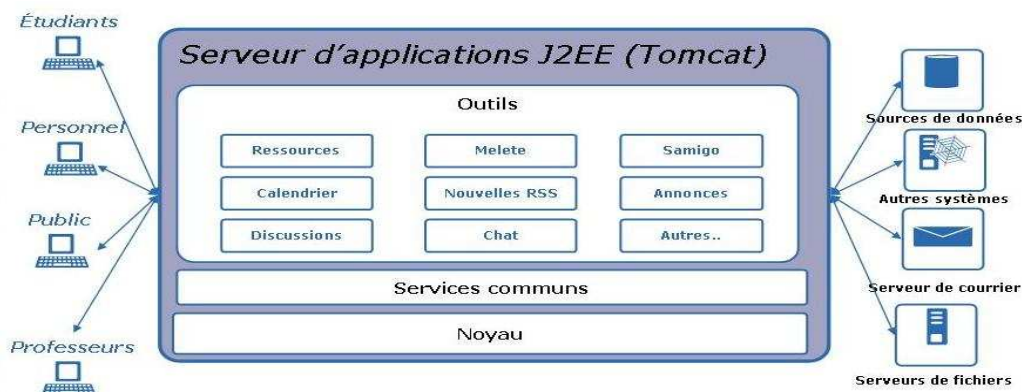 Étudiants
Personnel
Public
Professeurs
Serveur d'applications J2EE (Tomcat)
Outils
Ressources
Melete
Samigo
Calendrier
Nouvelles RSS
Annonces
Discussions
Chat
Autres..
Services communs
Noyau
Sources de données
Autres systèmes
Serveur de courrier
Serveurs de fichiers